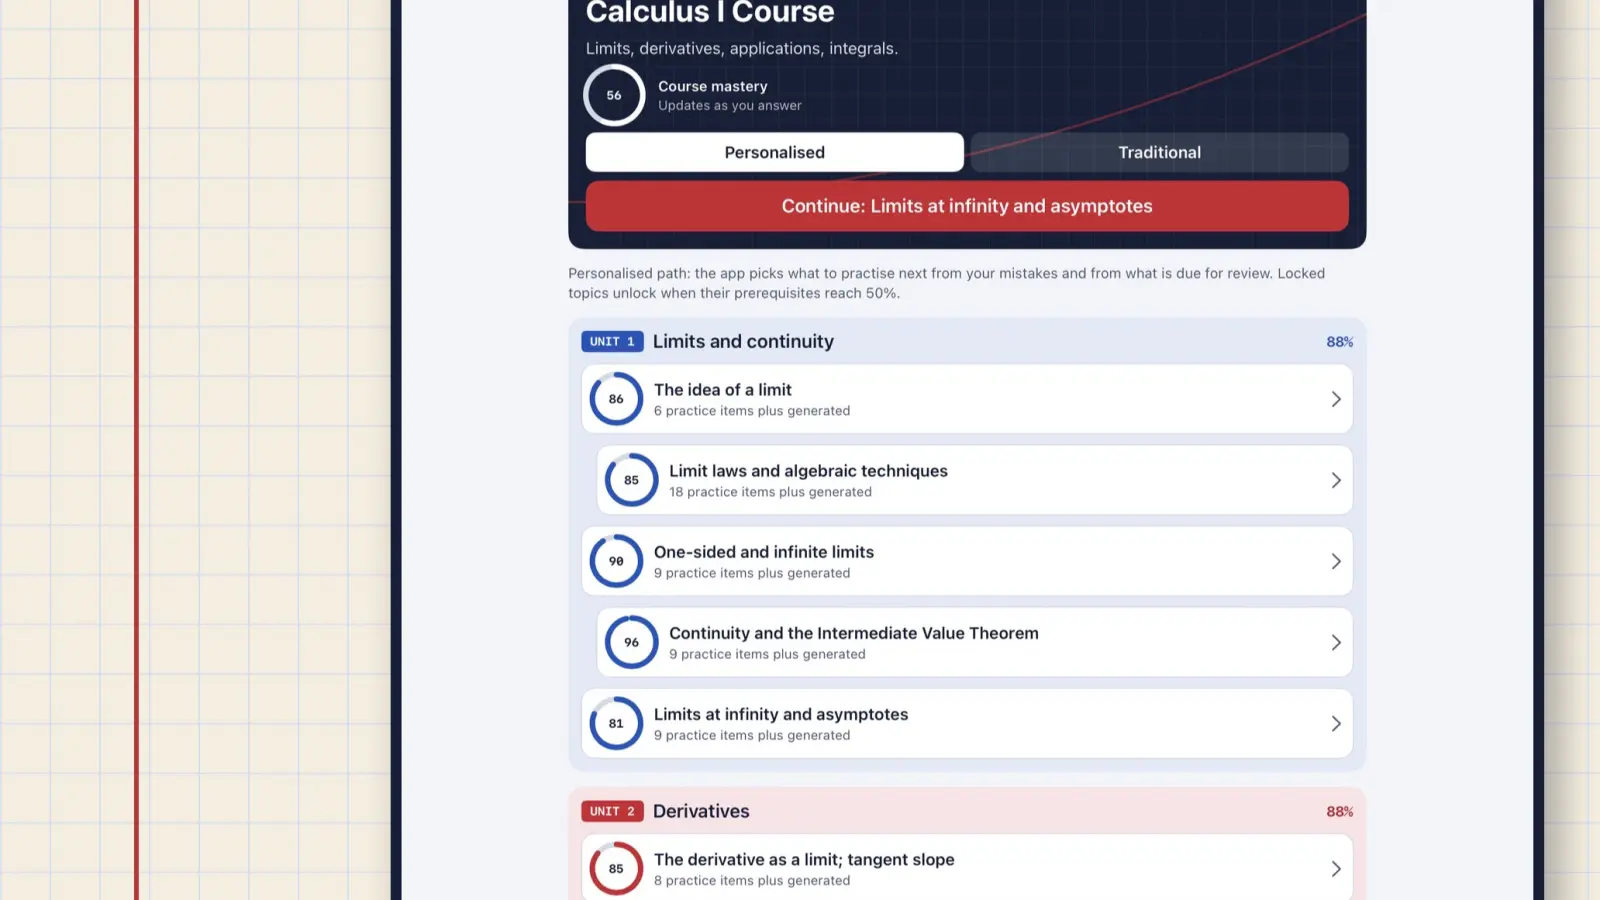 Calculus I Course
Limits, derivatives, applications, integrals.
56
Course mastery
Updates as you answer
Personalised
Traditional
Continue: Limits at infinity and asymptotes
Personalised path: the app picks what to practise next from your mistakes and from what is due for review. Locked
topics unlock when their prerequisites reach 50%.
UNIT 1
Limits and continuity
88%
86
The idea of a limit
6 practice items plus generated
85
Limit laws and algebraic techniques
18 practice items plus generated
90
One-sided and infinite limits
9 practice items plus generated
96
Continuity and the Intermediate Value Theorem
9 practice items plus generated
81
Limits at infinity and asymptotes
9 practice items plus generated
UNIT 2
Derivatives
88%
85
The derivative as a limit; tangent slope
8 practice items plus generated